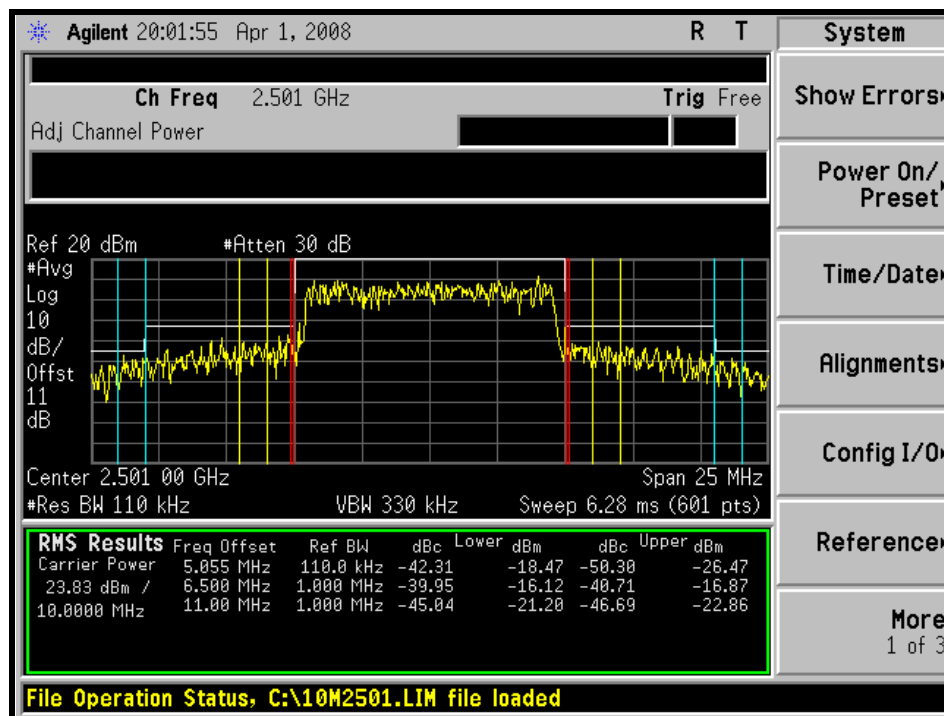 Agilent 20:01:55 Apr 1, 2008 R T
System
Ch Freq 2.501 GHz Trig Free
Adj Channel Power
Show Errors
Power On/
Preset
Time/Date
Alignments
Config I/O
Reference
More
1 of 3
Ref 20 dBm #Atten 30 dB
#Avg
Log
10
dB/
Offst
11
dB
Center 2.501 00 GHz Span 25 MHz
#Res BW 110 kHz VBW 330 kHz Sweep 6.28 ms (601 pts)
RMS Results Freq Offset Ref BW dBc Lower dBm dBc Upper dBm
Carrier Power 5.055 MHz 110.0 kHz -42.31 -18.47 -50.30 -26.47
23.83 dBm / 6.500 MHz 1.000 MHz -39.95 -16.12 -40.71 -16.87
10.0000 MHz 11.00 MHz 1.000 MHz -45.04 -21.20 -46.69 -22.86
File Operation Status, C:\10M2501.LIM file loaded